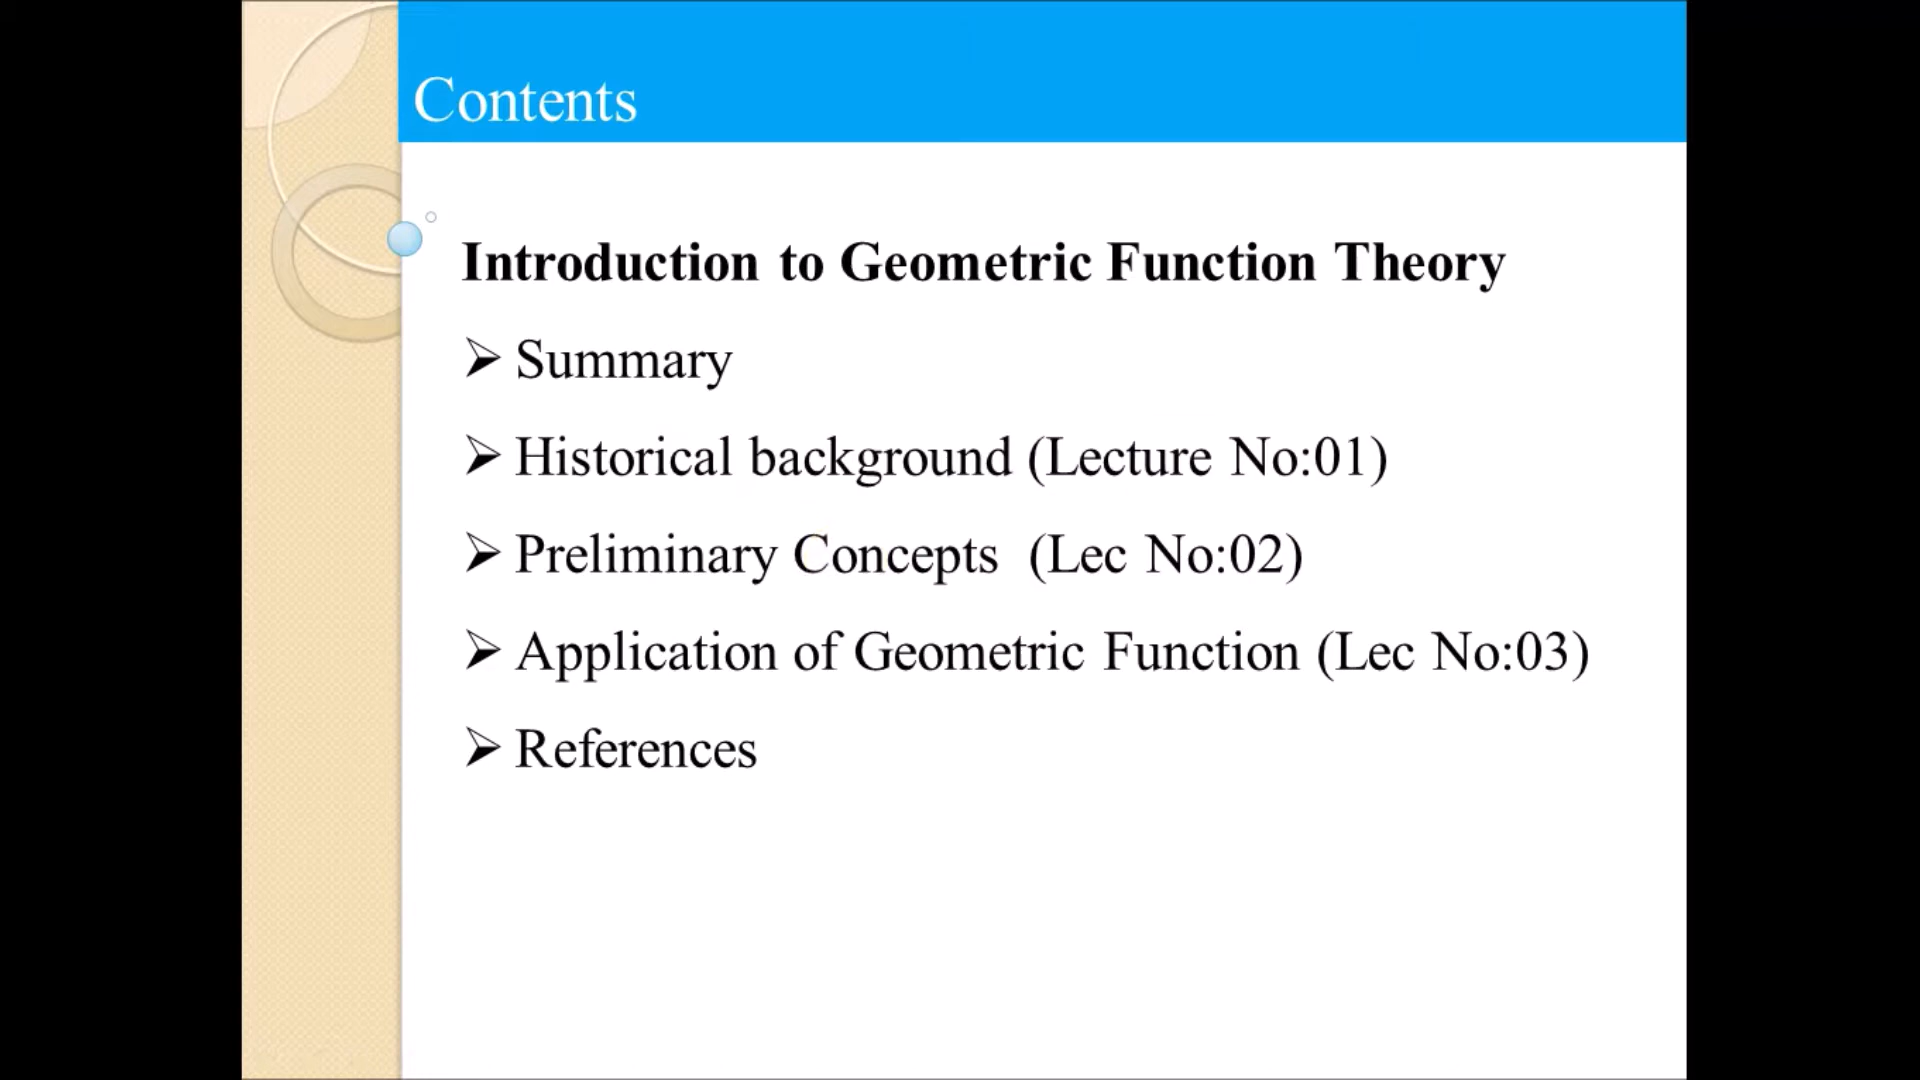 Contents
Introduction to Geometric Function Theory
➢ Summary
➢ Historical background (Lecture No:01)
➢ Preliminary Concepts (Lec No:02)
➢ Application of Geometric Function (Lec No:03)
➢ References